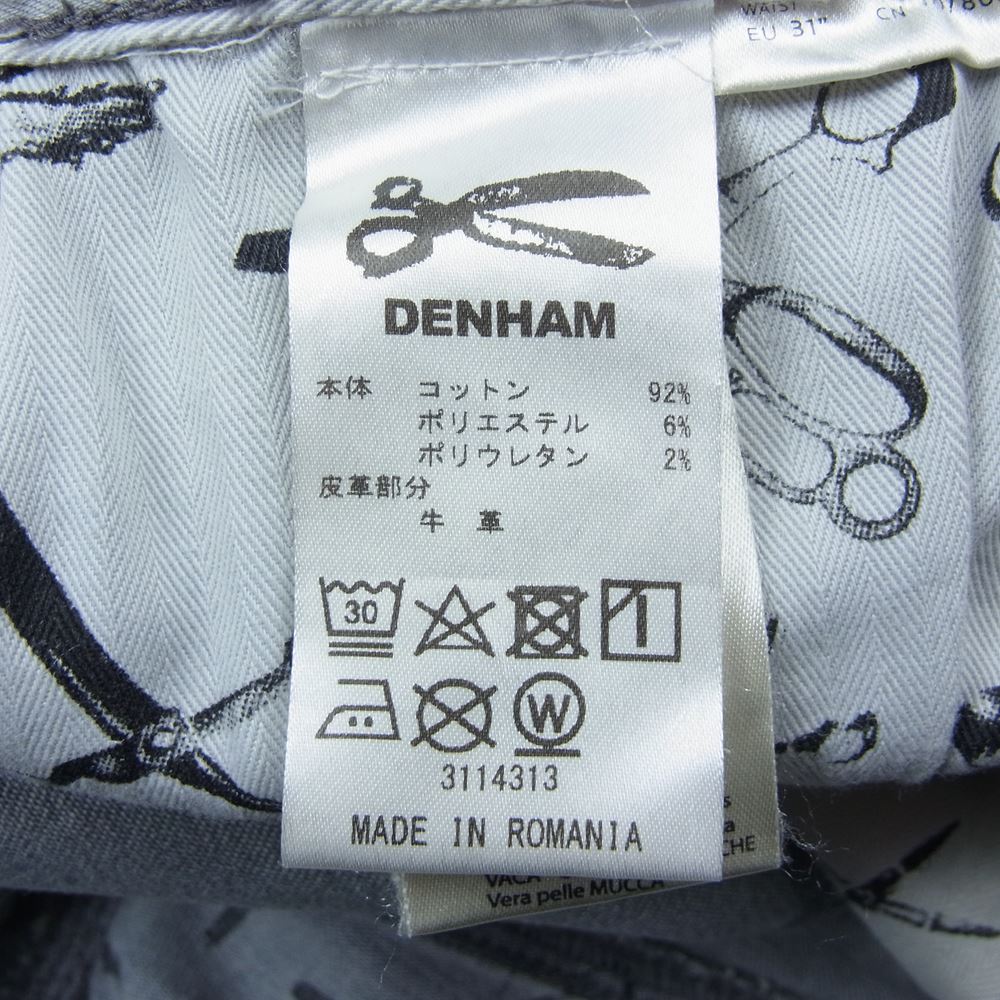 WAIST
EU 31"
CN
DENHAM
本体 コットン 92%
ポリエステル 6%
ポリウレタン 2%
皮革部分
牛 革
30
W
3114313
MADE IN ROMANIA
CHE
Vera pelle MUCCA